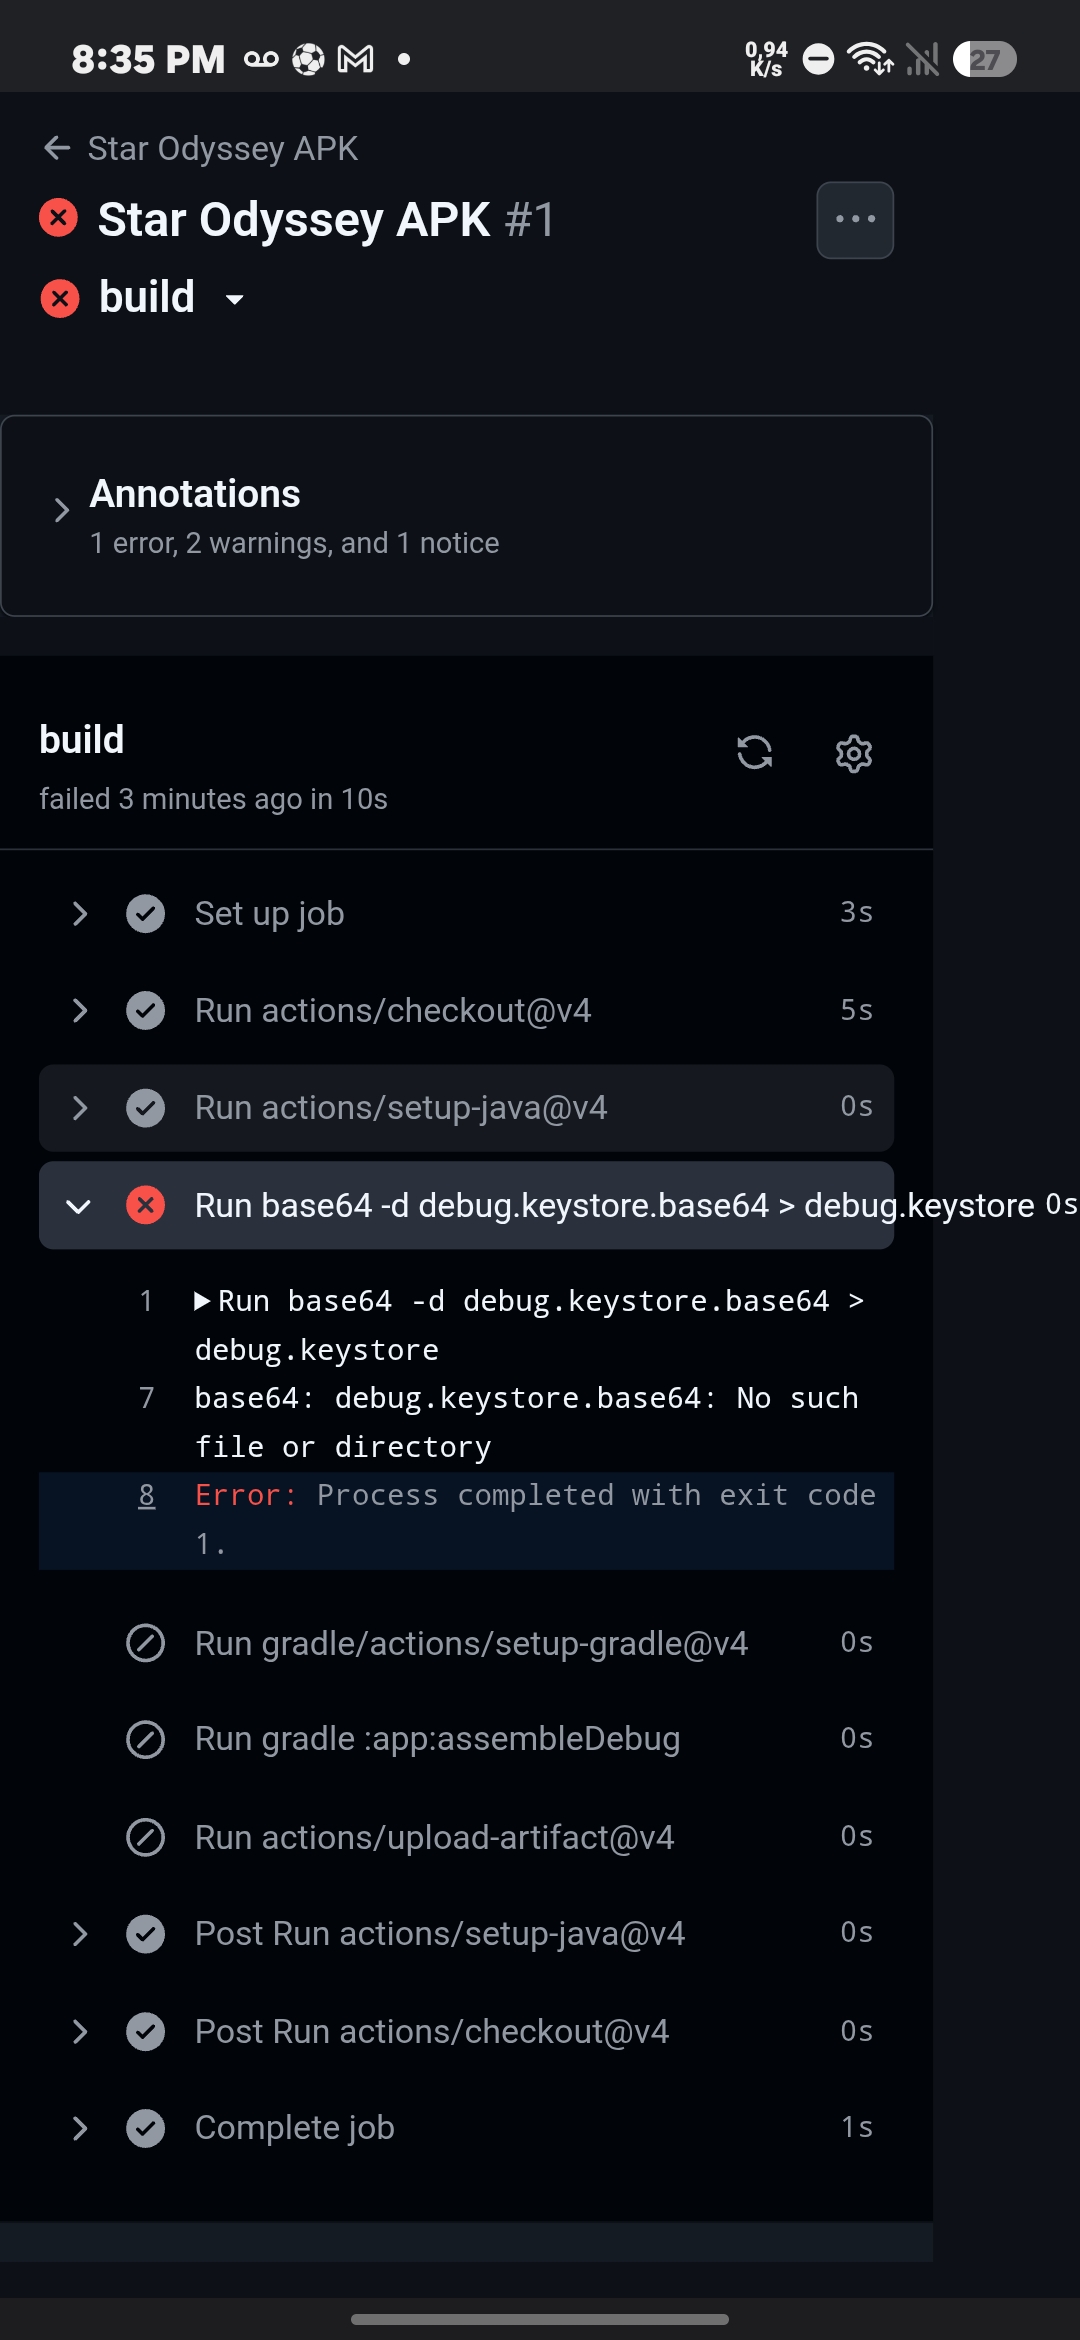 8:35 PM
0,94 K/s
27
Star Odyssey APK
Star Odyssey APK #1
build
Annotations
1 error, 2 warnings, and 1 notice
build
failed 3 minutes ago in 10s
Set up job 3s
Run actions/checkout@v4 5s
Run actions/setup-java@v4 0s
Run base64 -d debug.keystore.base64 > debug.keystore 0s
1 Run base64 -d debug.keystore.base64 >
debug.keystore
7 base64: debug.keystore.base64: No such
file or directory
8 Error: Process completed with exit code
1.
Run gradle/actions/setup-gradle@v4 0s
Run gradle :app:assembleDebug 0s
Run actions/upload-artifact@v4 0s
Post Run actions/setup-java@v4 0s
Post Run actions/checkout@v4 0s
Complete job 1s